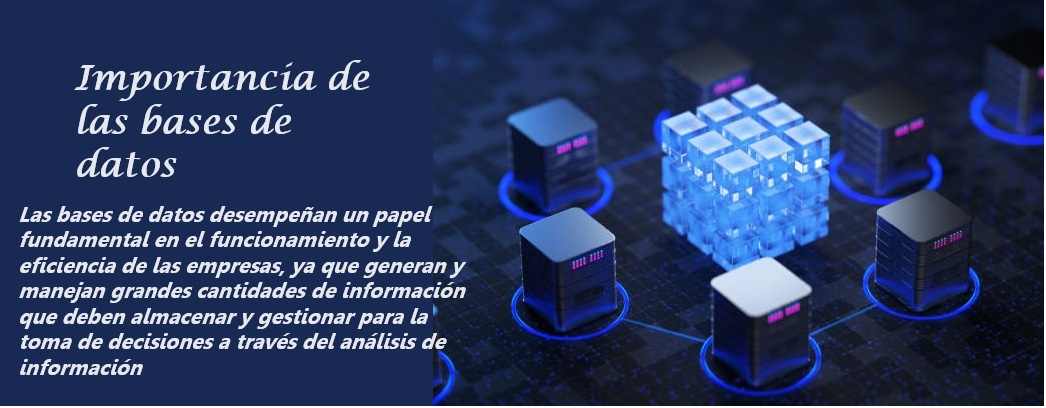 Importancia de
las bases de
datos
Las bases de datos desempeñan un papel
fundamental en el funcionamiento y la
eficiencia de las empresas, ya que generan y
manejan grandes cantidades de información
que deben almacenar y gestionar para la
toma de decisiones a través del análisis de
información